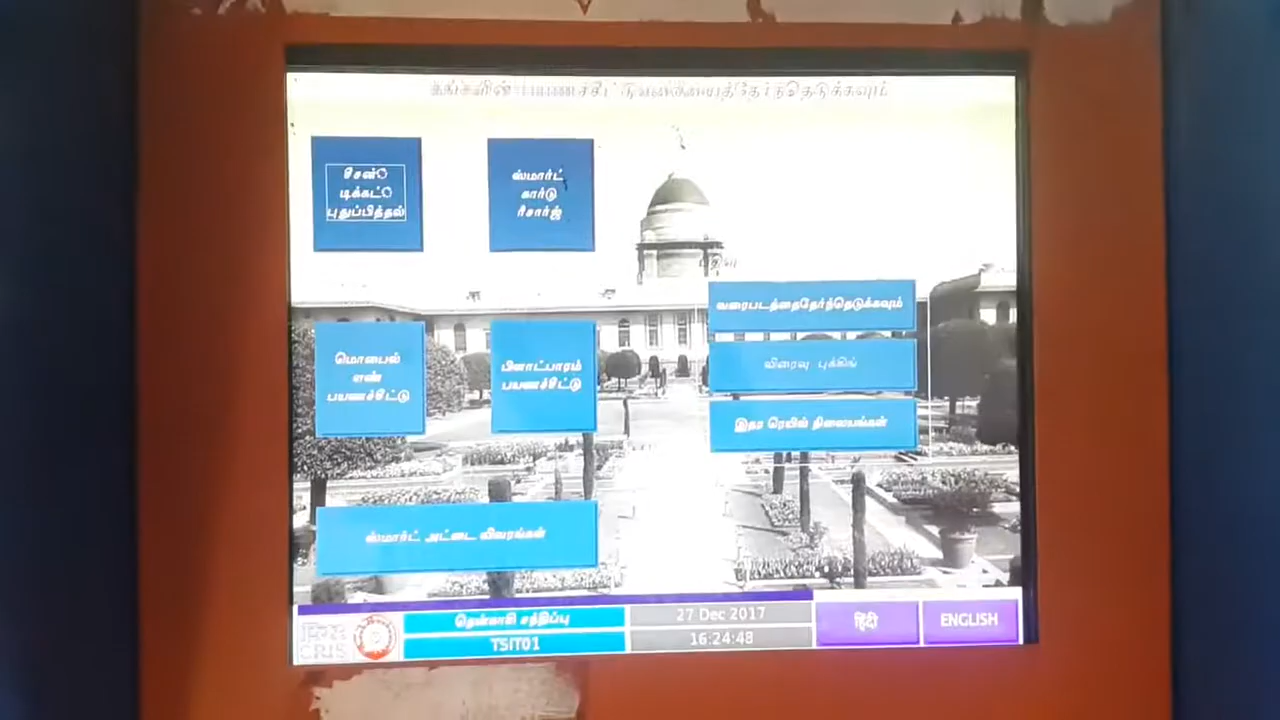 சீசன்
டிக்கட்
புதுப்பித்தல்
ஸ்மார்ட்
கார்டு
ரீசார்ஜ்
பதிவு
வரைபடத்தைதேர்ந்தெடுக்கவும்
மொபைல்
எண்
பயணச்சீட்டு
பிளாட்பாரம்
பயணச்சீட்டு
விரைவு புக்கிங்
இதர ரெயில் நிலையங்கள்
ஸ்மார்ட் அட்டை விவரங்கள்
தென்காசி சந்திப்பு
27 Dec 2017
हिंदी
ENGLISH
CRIS
TSIT01
16:24:48